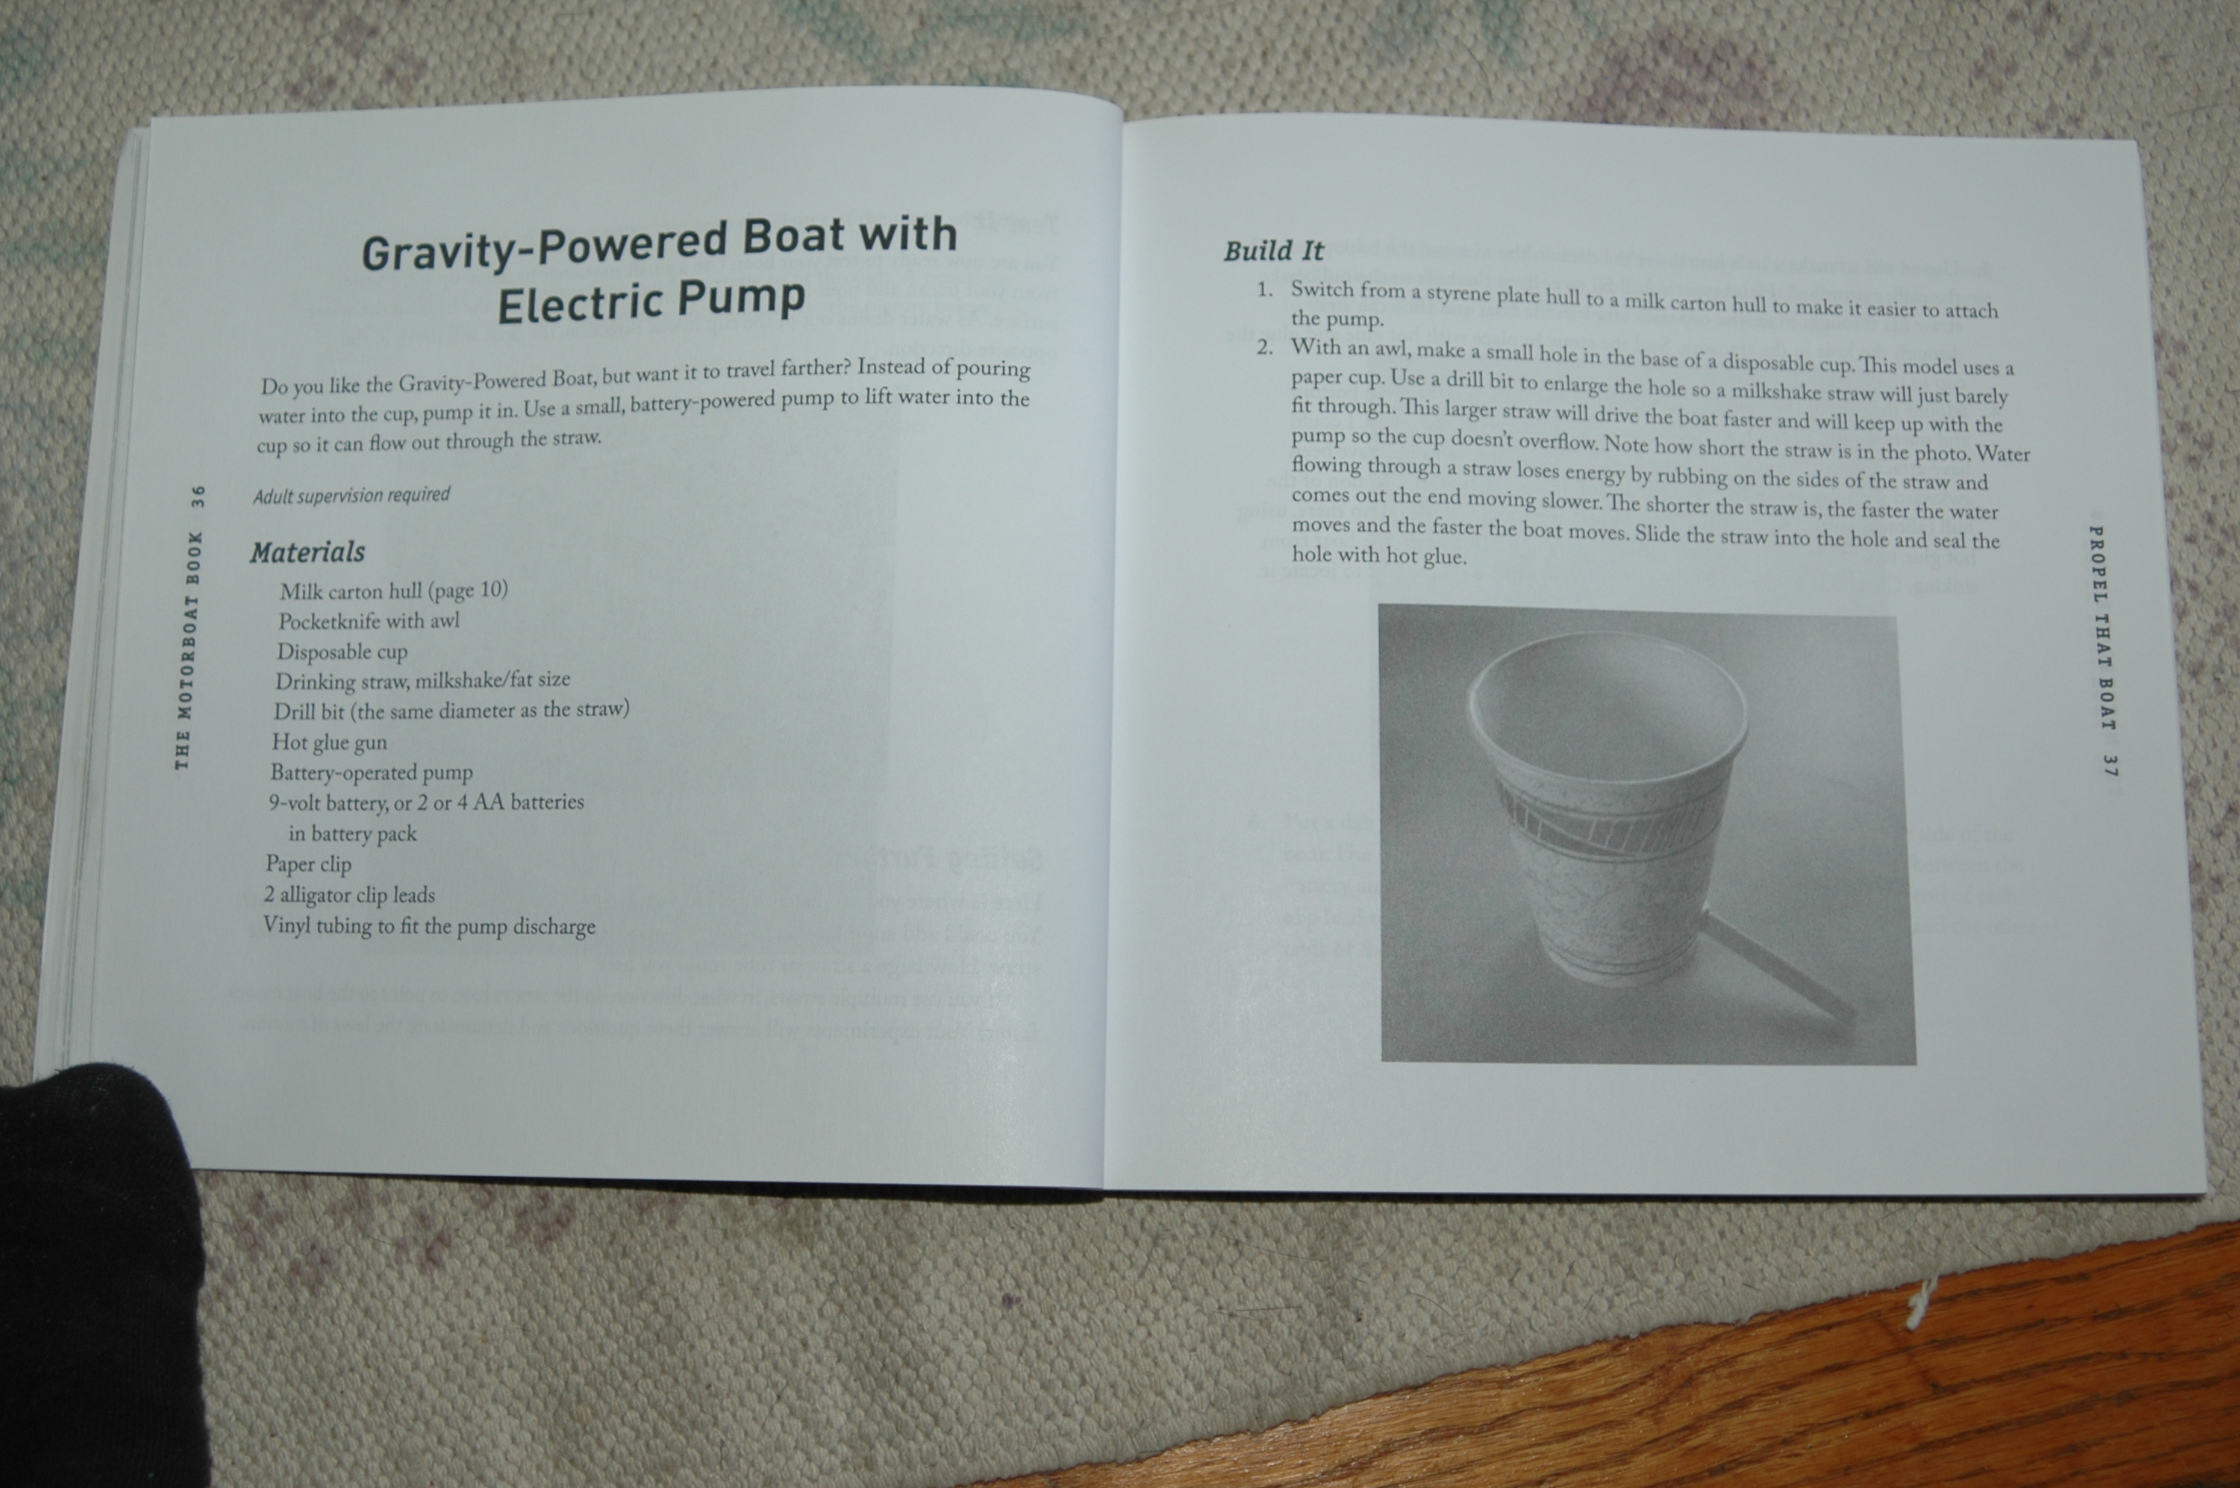 Gravity-Powered Boat with
Electric Pump
Do you like the Gravity-Powered Boat, but want it to travel farther? Instead of pouring
water into the cup, pump it in. Use a small, battery-powered pump to lift water into the
cup so it can flow out through the straw.
Adult supervision required
Materials
Milk carton hull (page 10)
Pocketknife with awl
Disposable cup
Drinking straw, milkshake/fat size
Drill bit (the same diameter as the straw)
Hot glue gun
Battery-operated pump
9-volt battery, or 2 or 4 AA batteries
in battery pack
Paper clip
2 alligator clip leads
Vinyl tubing to fit the pump discharge
THE MOTORBOAT BOOK 36
Build It
1. Switch from a styrene plate hull to a milk carton hull to make it easier to attach
the pump.
2. With an awl, make a small hole in the base of a disposable cup. This model uses a
paper cup. Use a drill bit to enlarge the hole so a milkshake straw will just barely
fit through. This larger straw will drive the boat faster and will keep up with the
pump so the cup doesn't overflow. Note how short the straw is in the photo. Water
flowing through a straw loses energy by rubbing on the sides of the straw and
comes out the end moving slower. The shorter the straw is, the faster the water
moves and the faster the boat moves. Slide the straw into the hole and seal the
hole with hot glue.
PROPEL THAT BOAT 37